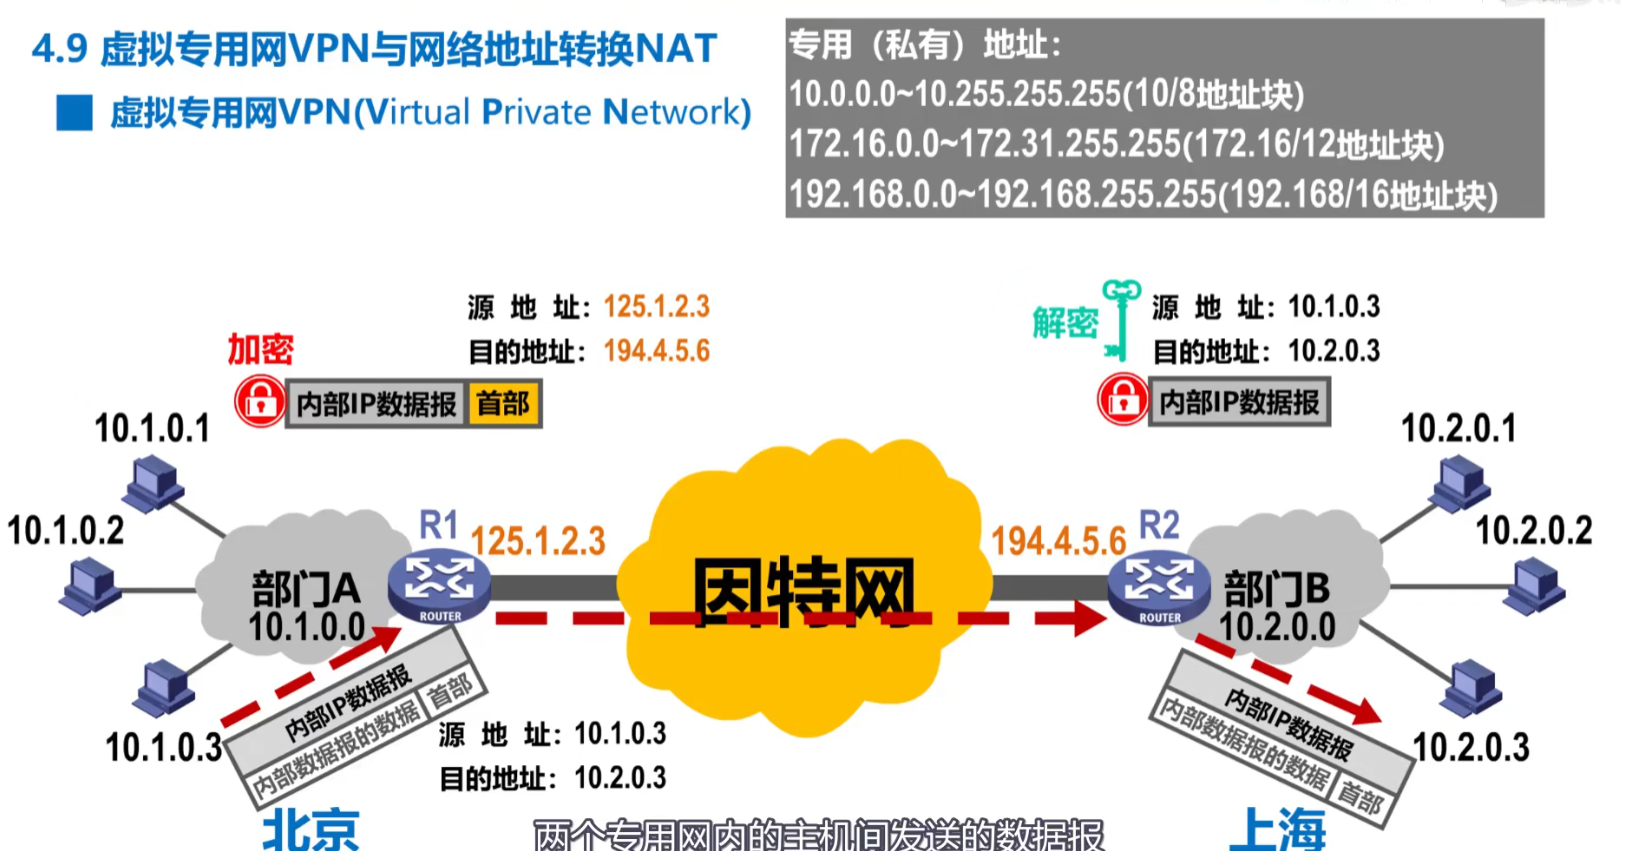 4.9 虚拟专用网VPN与网络地址转换NAT
虚拟专用网VPN(Virtual Private Network)
专用（私有）地址：
10.0.0.0~10.255.255.255(10/8地址块)
172.16.0.0~172.31.255.255(172.16/12地址块)
192.168.0.0~192.168.255.255(192.168/16地址块)
源 地 址：125.1.2.3
目的地址：194.4.5.6
加密
内部IP数据报 首部
解密
源 地 址：10.1.0.3
目的地址：10.2.0.3
内部IP数据报
10.1.0.1
10.1.0.2
10.1.0.3
部门A
10.1.0.0
R1
ROUTER
125.1.2.3
因特网
194.4.5.6
R2
ROUTER
部门B
10.2.0.0
10.2.0.1
10.2.0.2
10.2.0.3
内部IP数据报
内部数据报的数据 首部
源 地 址：10.1.0.3
目的地址：10.2.0.3
内部IP数据报
内部数据报的数据 首部
北京
上海
两个专用网内的主机间发送的数据报